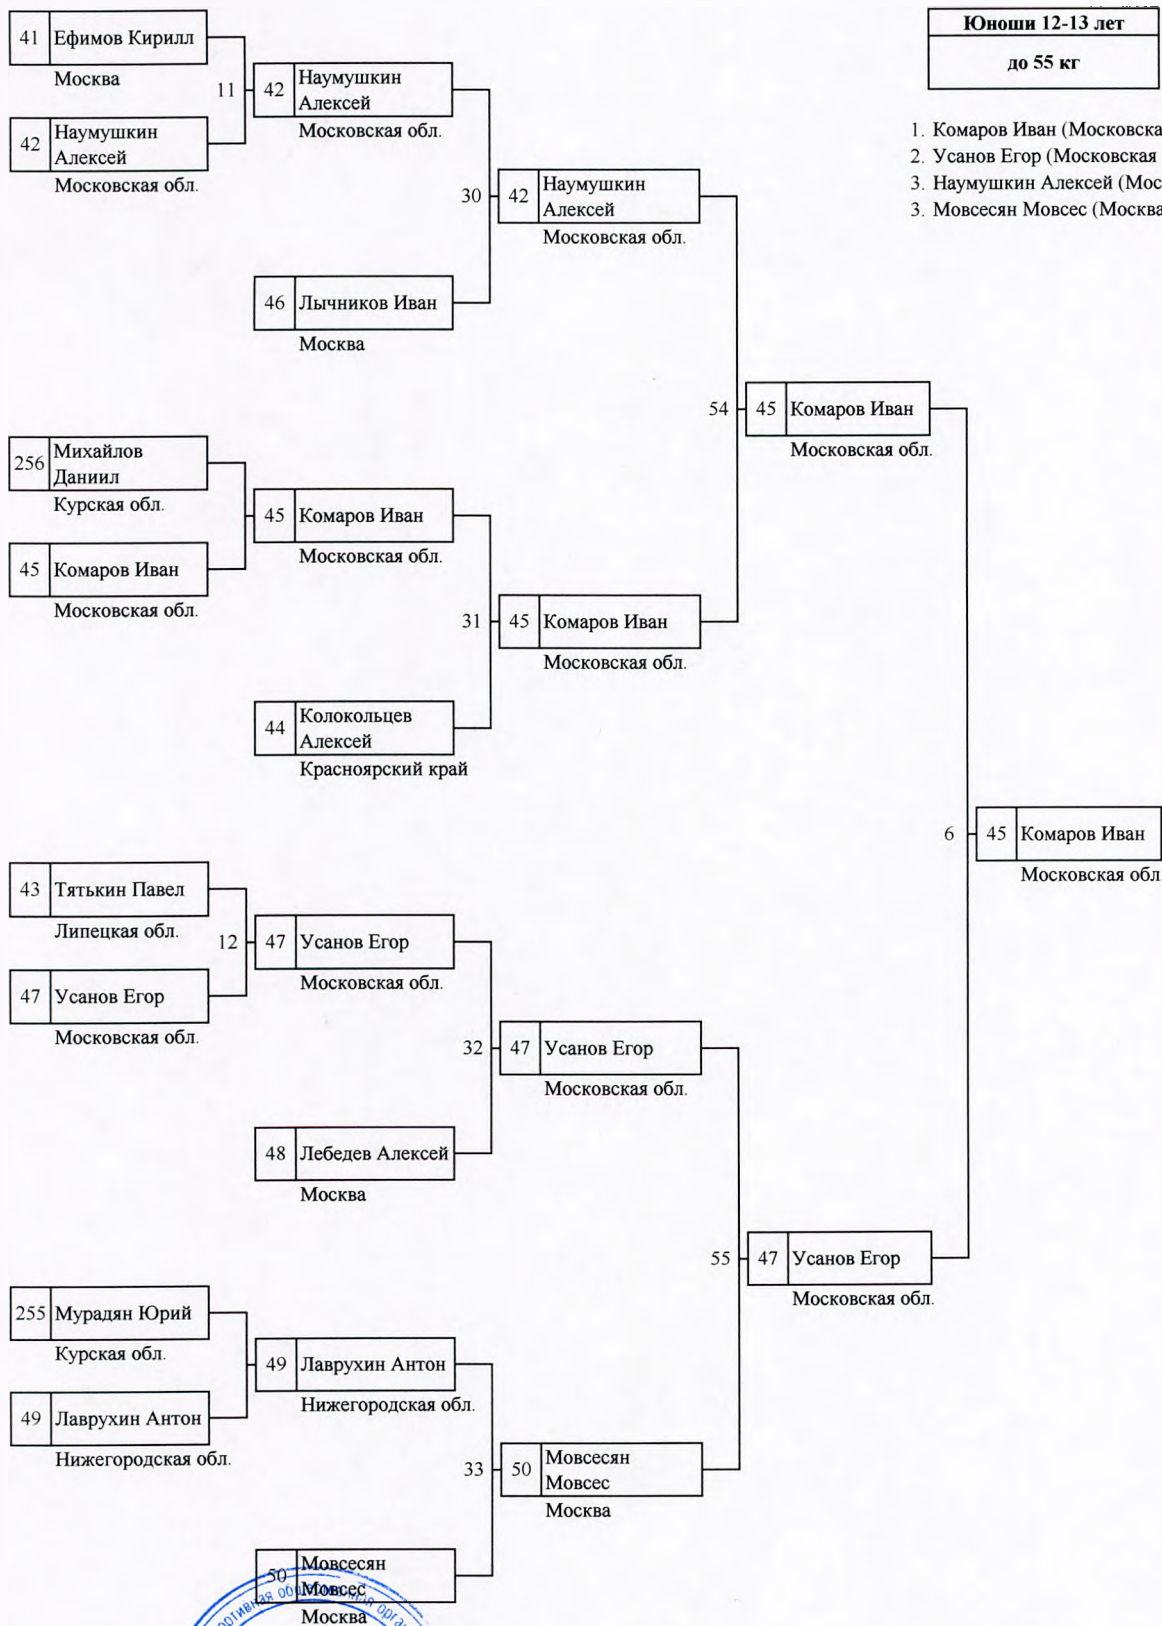 Юноши 12-13 лет
до 55 кг
1. Комаров Иван (Московска
2. Усанов Егор (Московская
3. Наумушкин Алексей (Мос
3. Мовсесян Мовсес (Москва
41 Ефимов Кирилл
Москва
11
42 Наумушкин
Алексей
Московская обл.
42 Наумушкин
Алексей
Московская обл.
30
42 Наумушкин
Алексей
Московская обл.
46 Лычников Иван
Москва
54
45 Комаров Иван
Московская обл.
256 Михайлов
Даниил
Курская обл.
45 Комаров Иван
Московская обл.
45 Комаров Иван
Московская обл.
31
45 Комаров Иван
Московская обл.
44 Колокольцев
Алексей
Красноярский край
6
45 Комаров Иван
Московская обл
43 Тятькин Павел
Липецкая обл.
12
47 Усанов Егор
Московская обл.
47 Усанов Егор
Московская обл.
32
47 Усанов Егор
Московская обл.
48 Лебедев Алексей
Москва
55
47 Усанов Егор
Московская обл.
255 Мурадян Юрий
Курская обл.
49 Лаврухин Антон
Нижегородская обл.
49 Лаврухин Антон
Нижегородская обл.
33
50 Мовсесян
Мовсес
Москва
50 Мовсесян
Мовсес
Москва